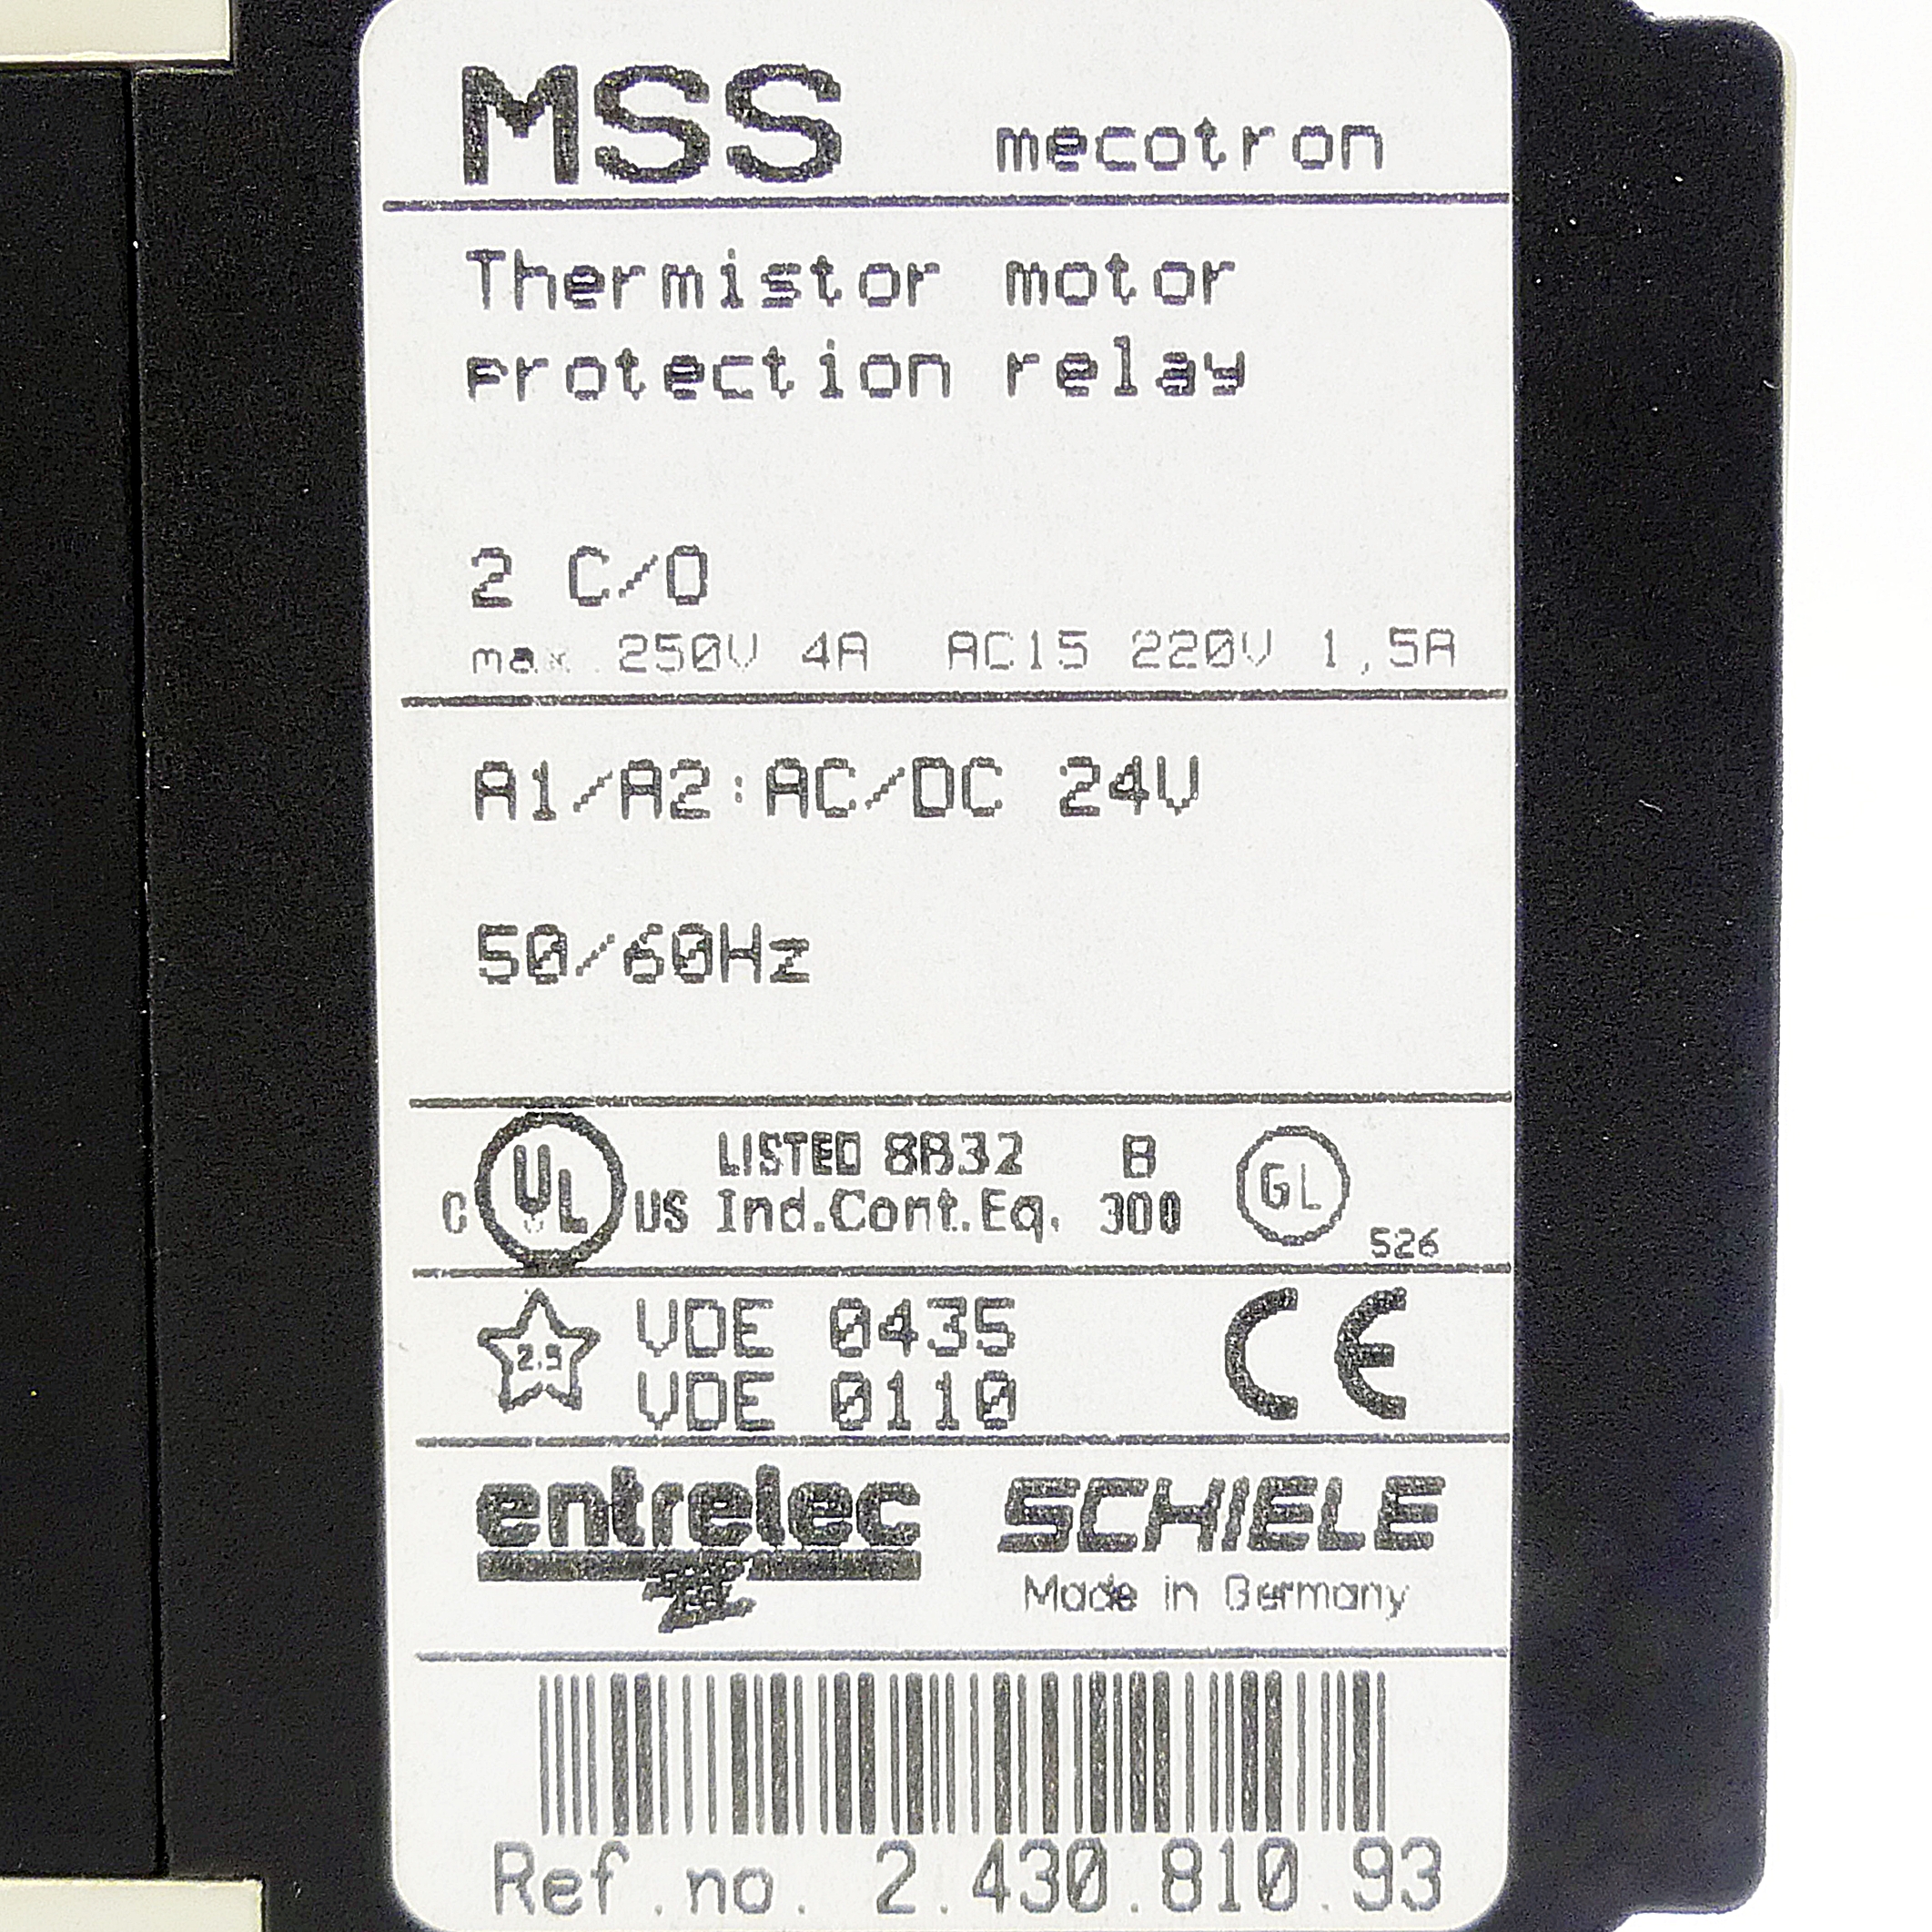 MSS mecotron
Thermistor motor
protection relay
2 C/O
max. 250V 4A AC15 220V 1,5A
A1/A2:AC/DC 24V
50/60Hz
C UL US LISTED 8B32 B GL
Ind.Cont.Eq. 300 526
2.5 VDE 0435 CE
VDE 0110
entrelec SCHIELE
Made in Germany
Ref.no. 2.430.810.93